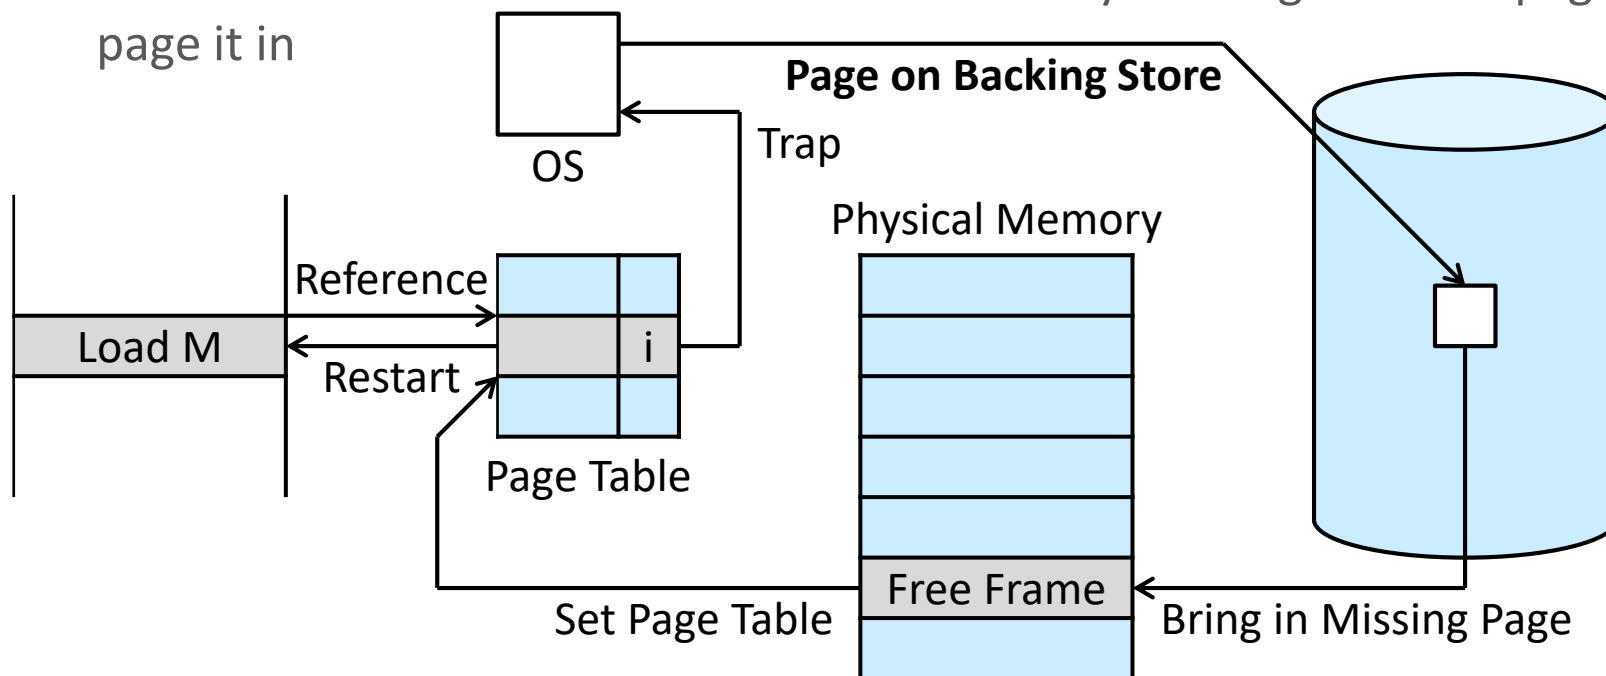 page it in
Page on Backing Store
Trap
OS
Physical Memory
Reference
Load M
i
Restart
Page Table
Free Frame
Set Page Table
Bring in Missing Page